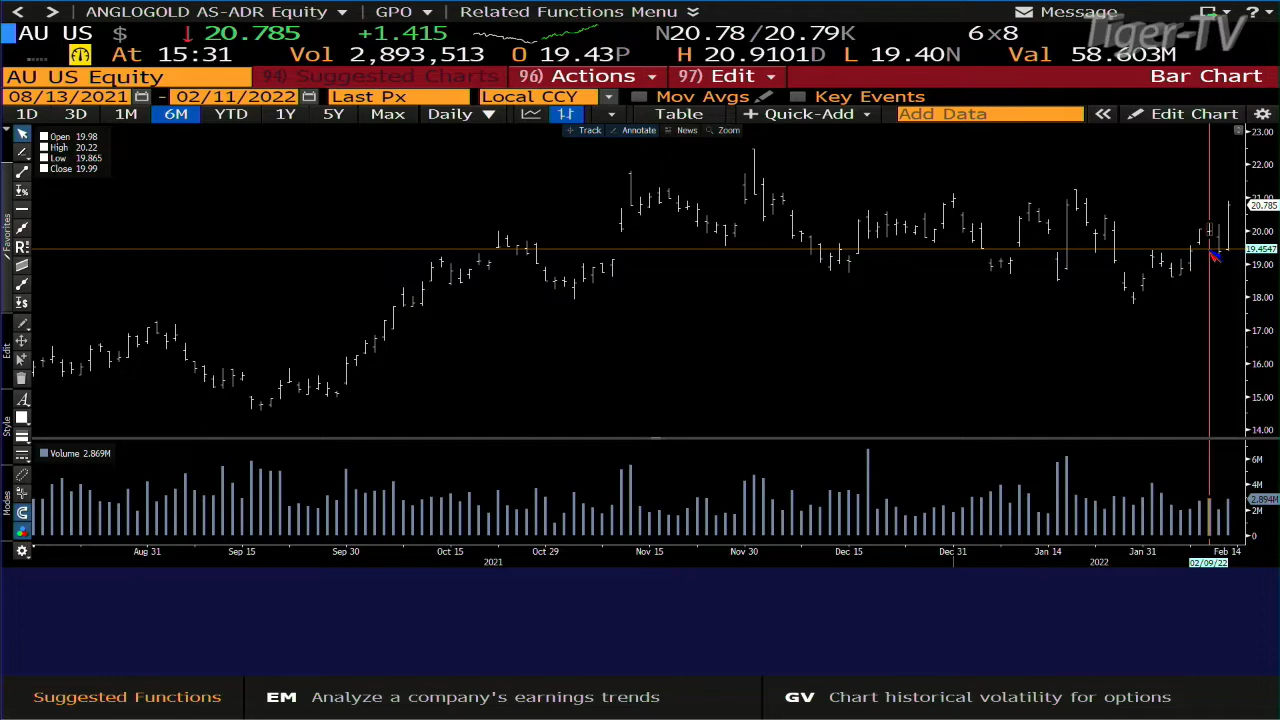 < > ANGLOGOLD AS-ADR Equity GPO Related Functions Menu Message ?
Tiger-TV
AU US $ ↓ 20.785 +1.415 N20.78/20.79K 6x8
At 15:31 Vol 2,893,513 O 19.43P H 20.9101D L 19.40N Val 58.603M
AU US Equity 94) Suggested Charts 96) Actions 97) Edit Bar Chart
08/13/2021 - 02/11/2022 Last Px Local CCY Mov Avgs Key Events
1D 3D 1M 6M YTD 1Y 5Y Max Daily ▼ Table + Quick-Add Add Data « Edit Chart
Track Annotate News Zoom
Open 19.98
High 20.22
Low 19.865
Close 19.99
23.00
22.00
21.00
20.785
20.00
19.4547
19.00
18.00
17.00
16.00
15.00
14.00
Favorites
Edit
Style
Modes
Volume 2.869M
6M
4M
2.894M
2M
0
Aug 31 Sep 15 Sep 30 Oct 15 Oct 29 Nov 15 Nov 30 Dec 15 Dec 31 Jan 14 Jan 31 Feb 14
2021 2022 02/09/22
Suggested Functions EM Analyze a company's earnings trends GV Chart historical volatility for options